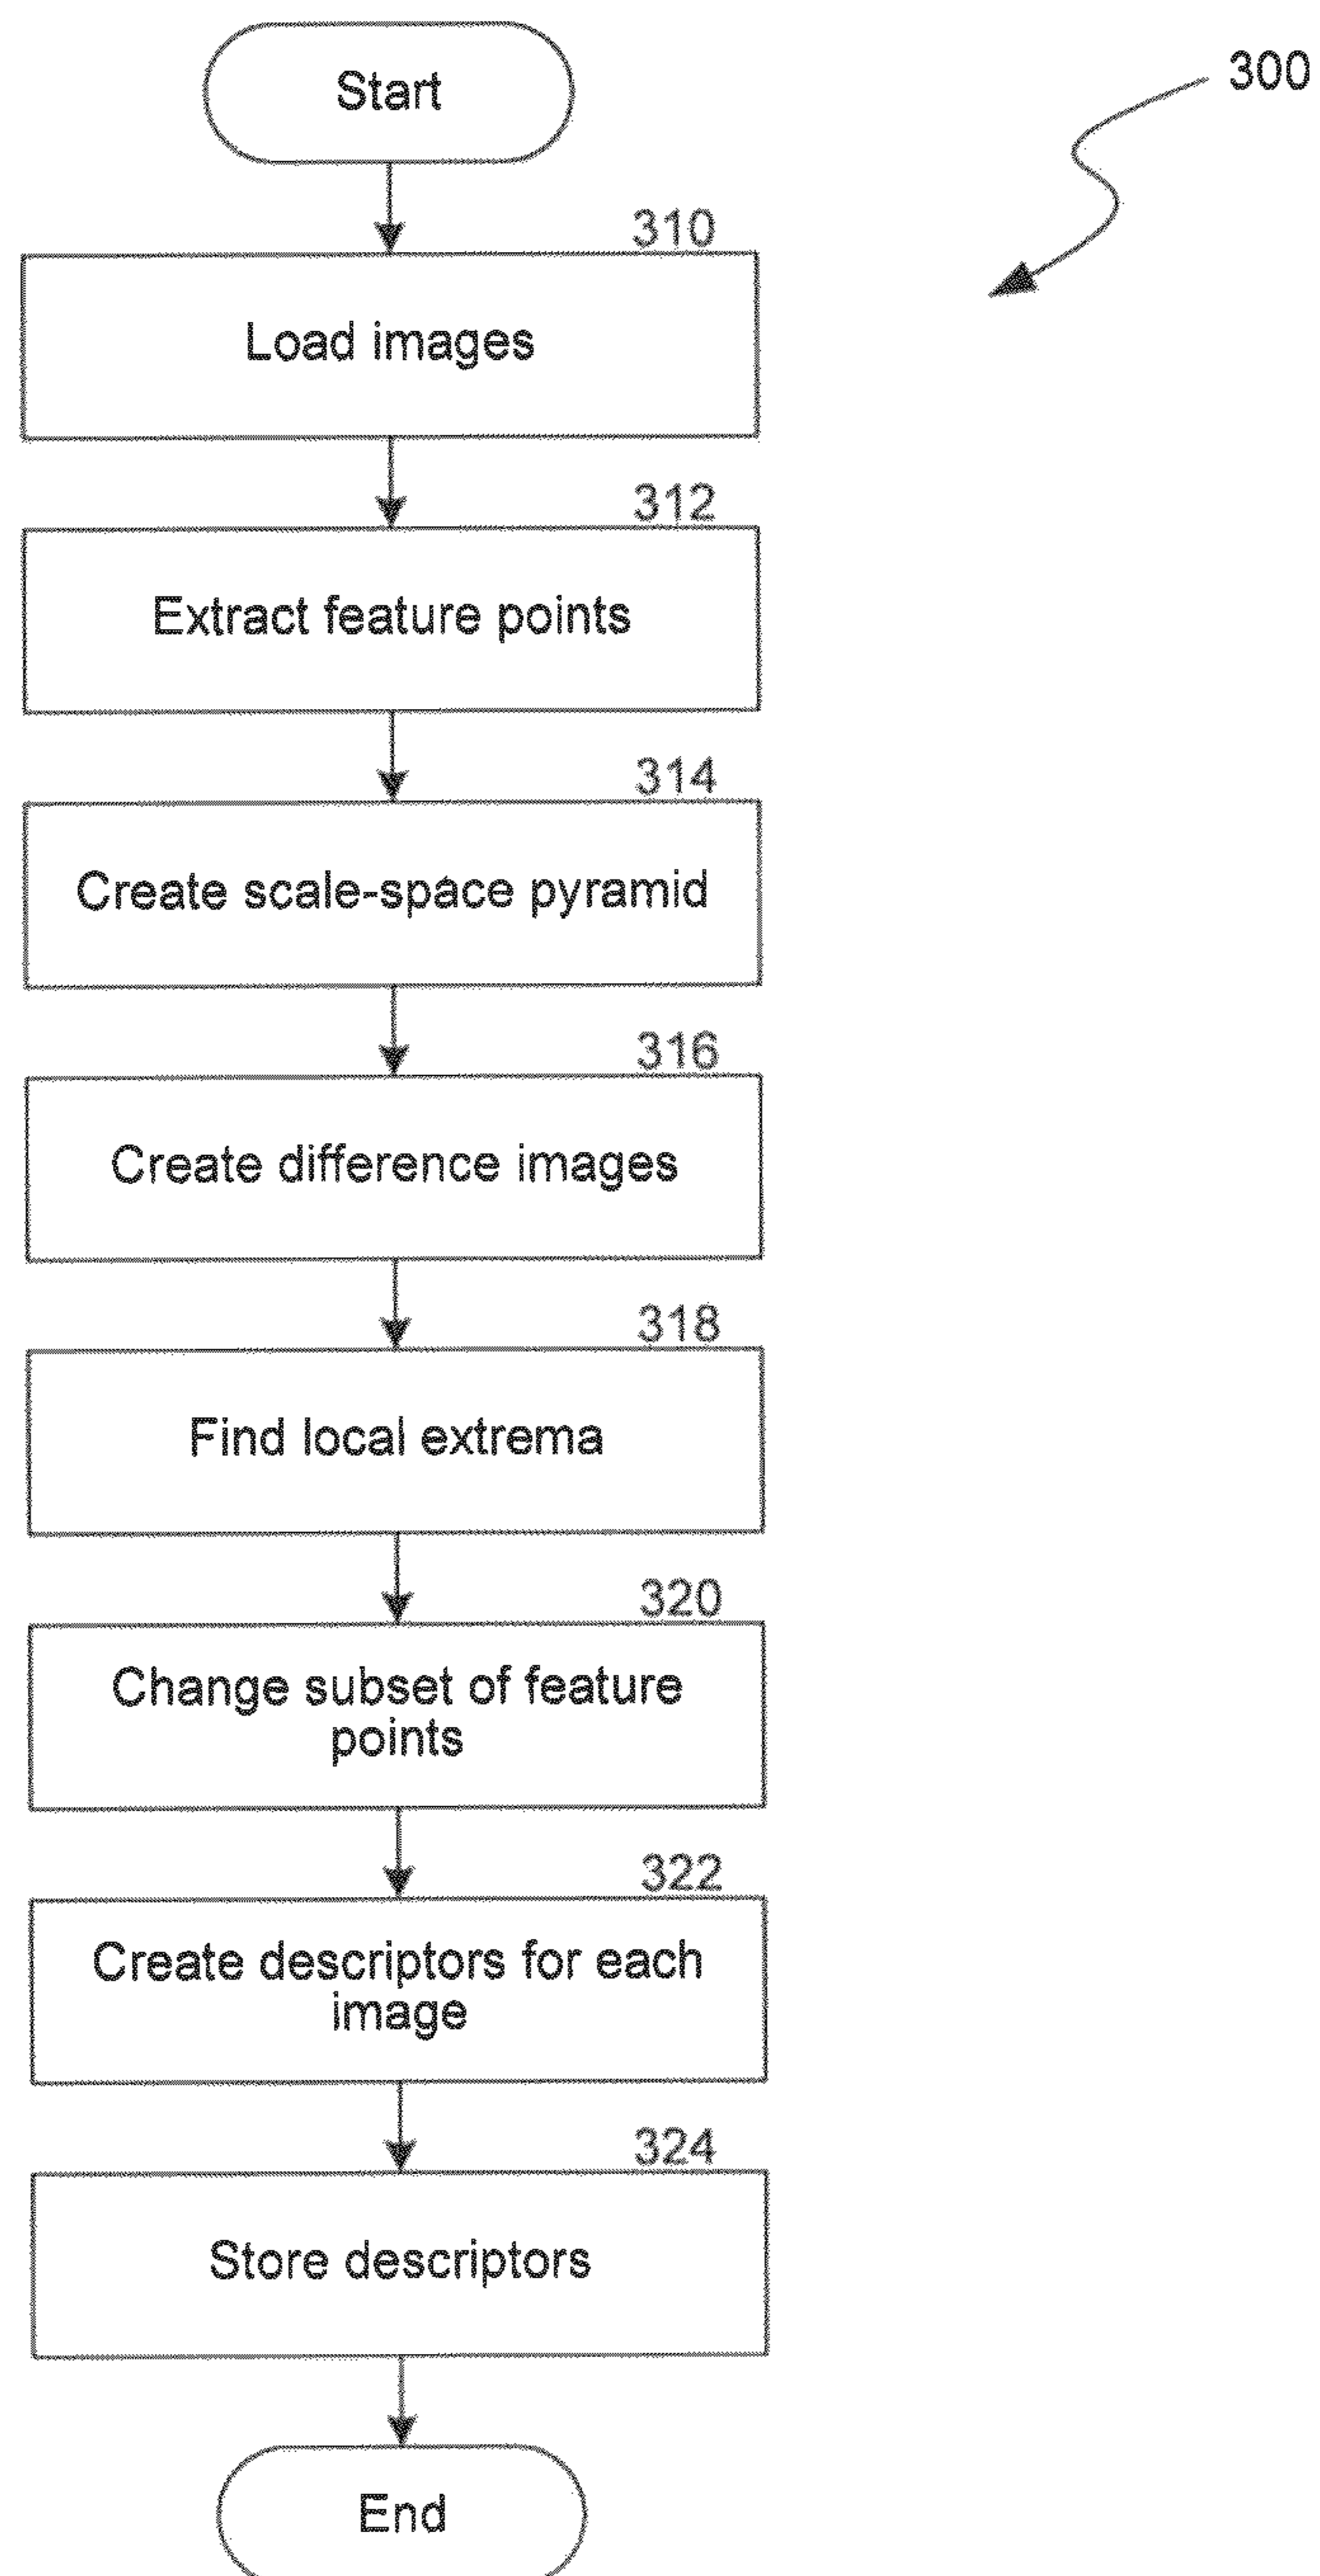 Start
300
310
Load images
312
Extract feature points
314
Create scale-space pyramid
316
Create difference images
318
Find local extrema
320
Change subset of feature
points
322
Create descriptors for each
image
324
Store descriptors
End